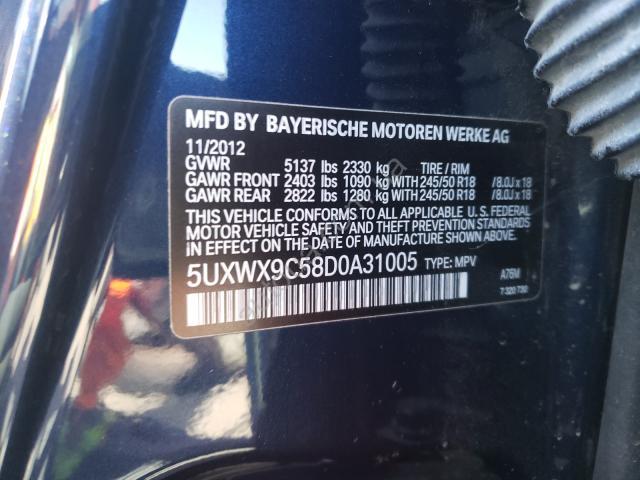 MFD BY BAYERISCHE MOTOREN WERKE AG
11/2012
GVWR 5137 lbs 2330 kg TIRE / RIM
GAWR FRONT 2403 lbs 1090 kg WITH 245/50 R18 /8.0J x 18
GAWR REAR 2822 lbs 1280 kg WITH 245/50 R18 /8.0J x 18
THIS VEHICLE CONFORMS TO ALL APPLICABLE U.S. FEDERAL
MOTOR VEHICLE SAFETY AND THEFT PREVENTION STANDARDS
IN EFFECT ON THE DATE OF MANUFACTURE SHOWN ABOVE.
5UXWX9C58D0A31005 TYPE: MPV
A76M
7 320 730